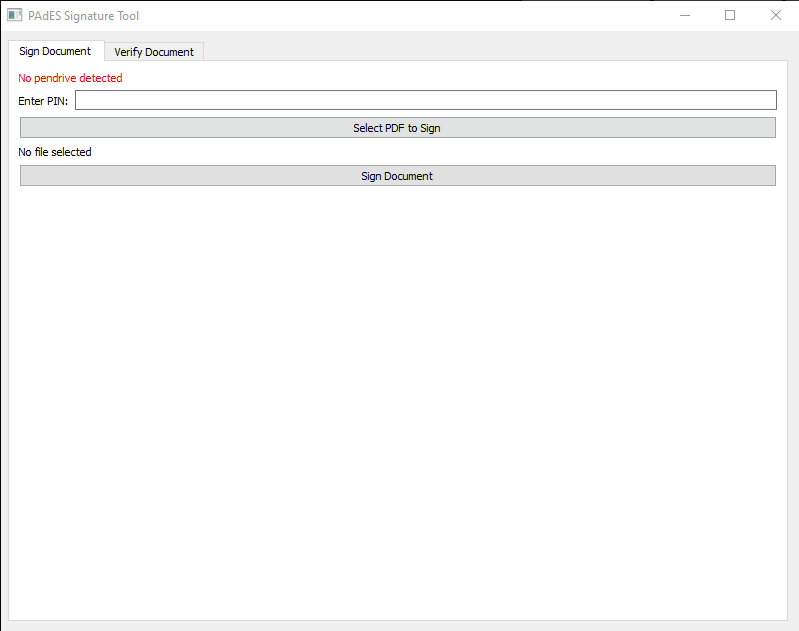 PAdES Signature Tool
Sign Document
Verify Document
No pendrive detected
Enter PIN:
Select PDF to Sign
No file selected
Sign Document